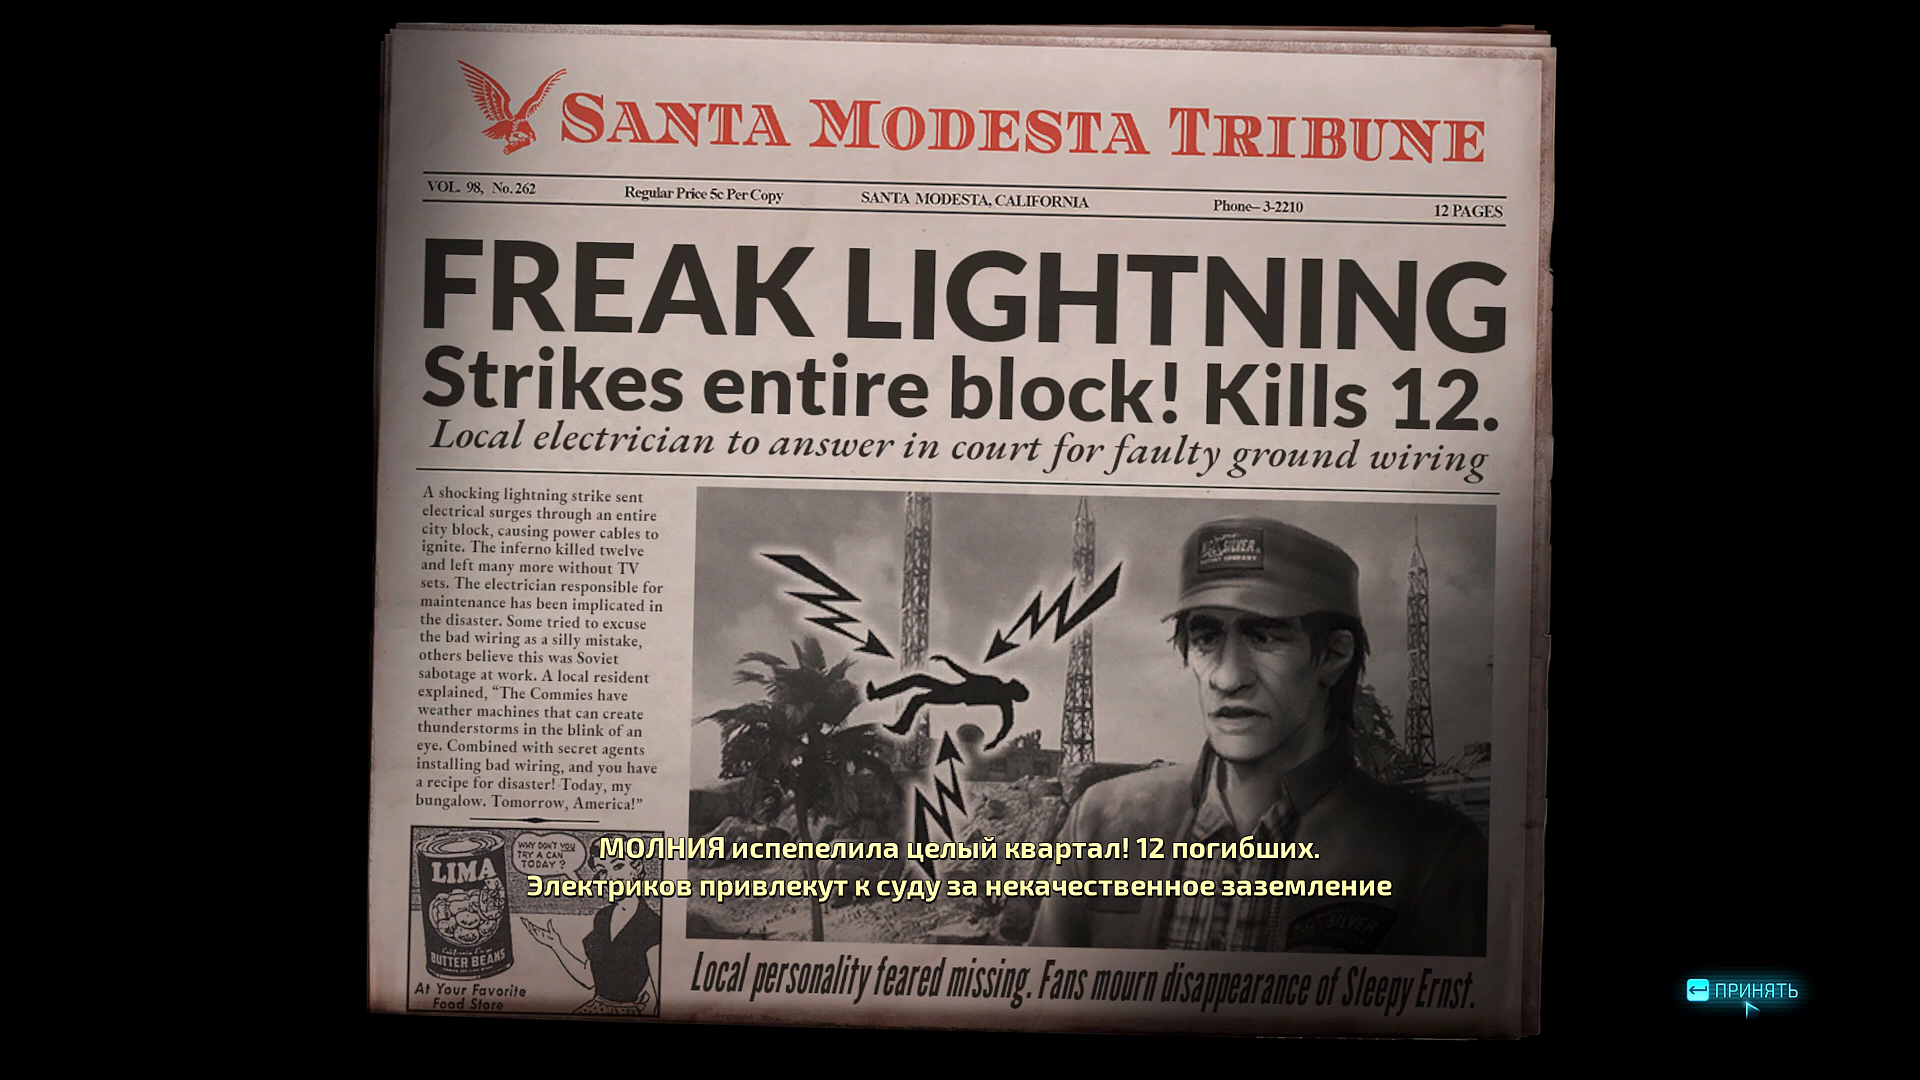 SANTA MODESTA TRIBUNE
VOL. 98, No. 262 Regular Price 5c Per Copy SANTA MODESTA, CALIFORNIA Phone– 3-2210 12 PAGES
FREAK LIGHTNING
Strikes entire block! Kills 12.
Local electrician to answer in court for faulty ground wiring
A shocking lightning strike sent
electrical surges through an entire
city block, causing power cables to
ignite. The inferno killed twelve
and left many more without TV
sets. The electrician responsible for
maintenance has been implicated in
the disaster. Some tried to excuse
the bad wiring as a silly mistake,
others believe this was Soviet
sabotage at work. A local resident
explained, “The Commies have
weather machines that can create
thunderstorms in the blink of an
eye. Combined with secret agents
installing bad wiring, and you have
a recipe for disaster! Today, my
bungalow. Tomorrow, America!”
WHY DON'T YOU
TRY A CAN
TODAY?
LIMA
BUTTER BEANS
At Your Favorite
Food Store
SILVER
МОЛНИЯ испепелила целый квартал! 12 погибших.
Электриков привлекут к суду за некачественное заземление
Local personality feared missing. Fans mourn disappearance of Sleepy Ernst.
ПРИНЯТЬ